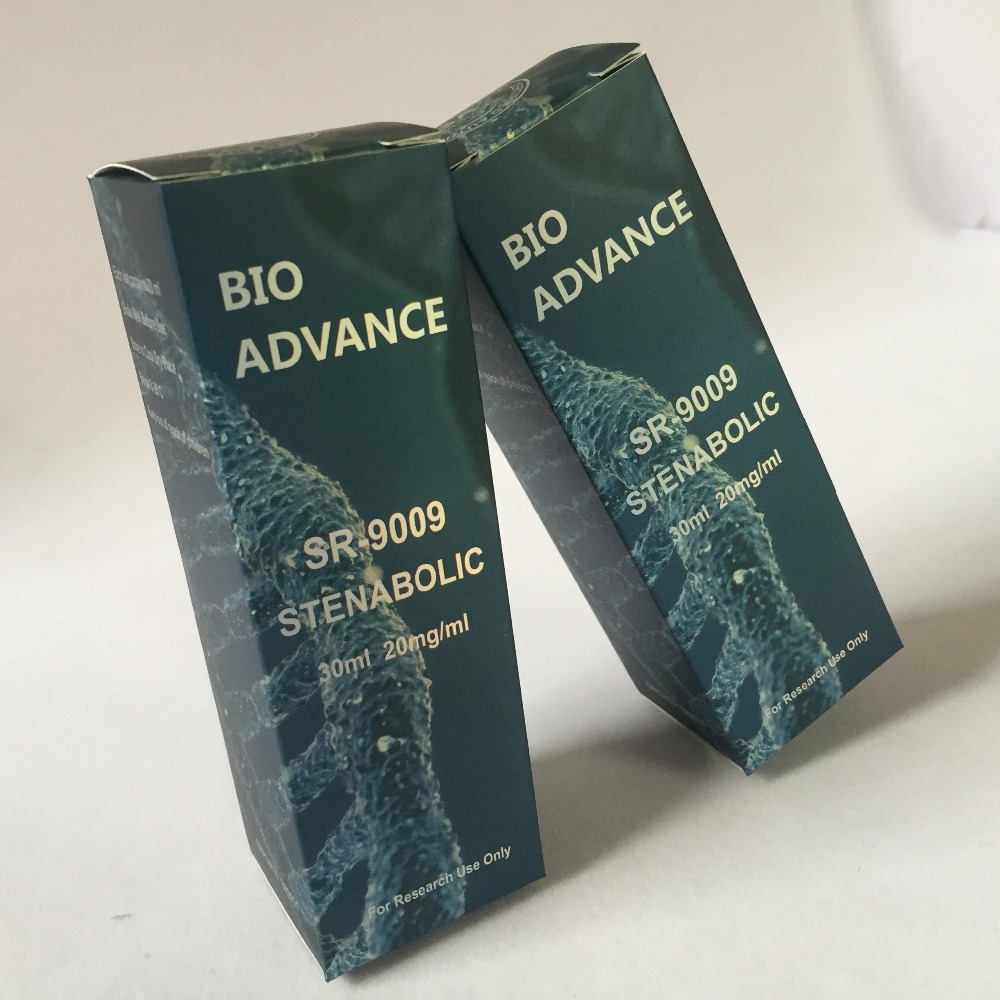 BIO
ADVANCE
SR-9009
STENABOLIC
30ml 20mg/ml
For Research Use Only
BIO
ADVANCE
SR-9009
STENABOLIC
30ml 20mg/ml
For Research Use Only